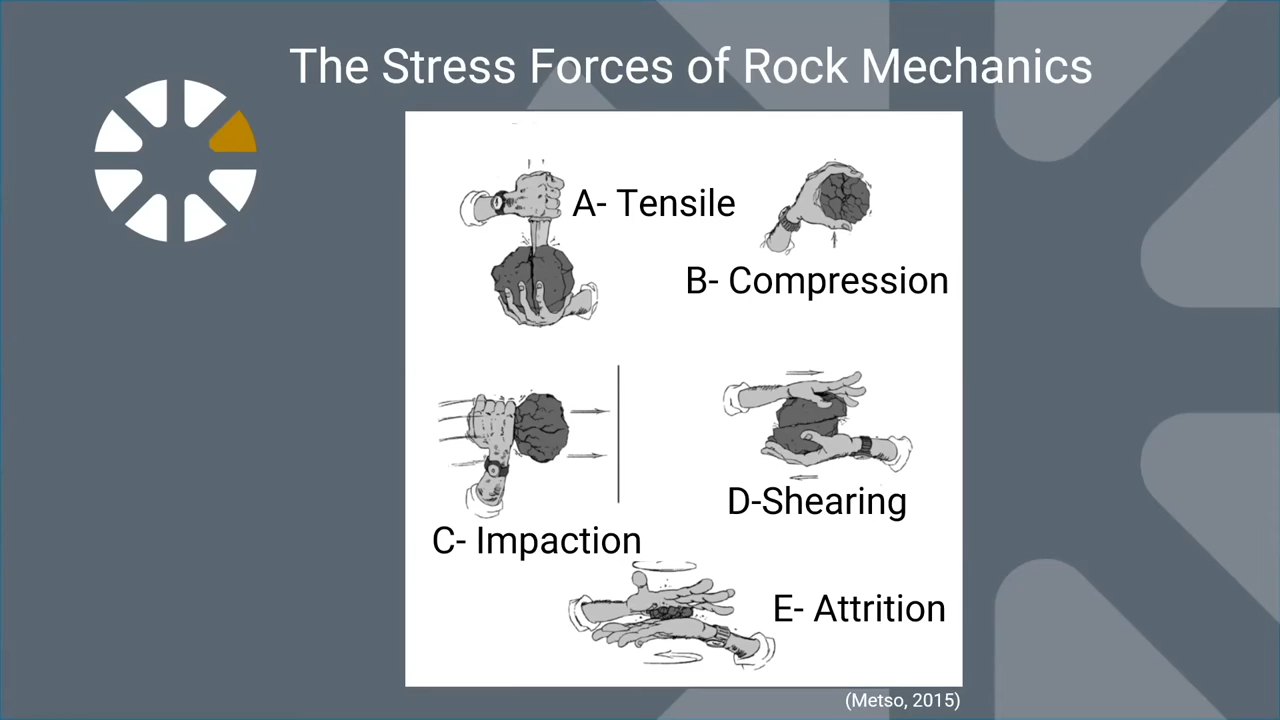 The Stress Forces of Rock Mechanics
A- Tensile
B- Compression
C- Impaction
D-Shearing
E- Attrition
(Metso, 2015)